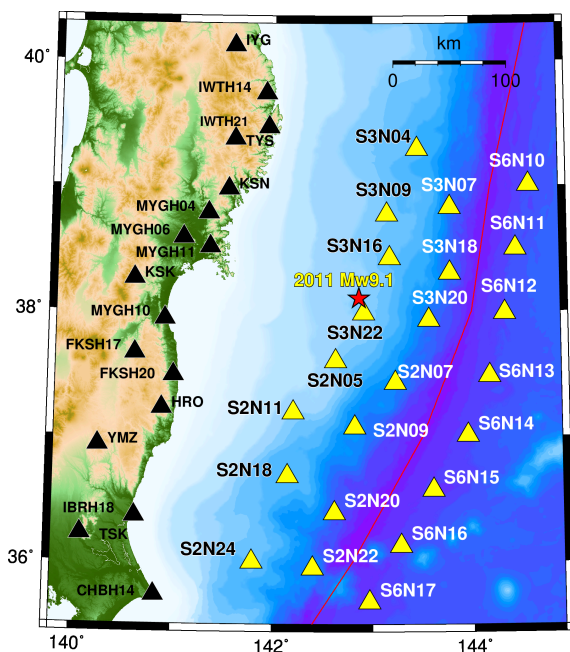 IYG
km
40°
0 100
IWTH14
IWTH21
TYS
S3N04
S6N10
KSN
S3N09
S3N07
MYGH04
MYGH06
S6N11
MYGH11
S3N16
S3N18
KSK
2011 Mw9.1
S6N12
S3N20
38°
MYGH10
S3N22
FKSH17
FKSH20
S2N05
S2N07
S6N13
HRO
S2N11
S2N09
S6N14
YMZ
S2N18
S6N15
S2N20
IBRH18
TSK
S6N16
36°
S2N24
S2N22
CHBH14
S6N17
140° 142° 144°